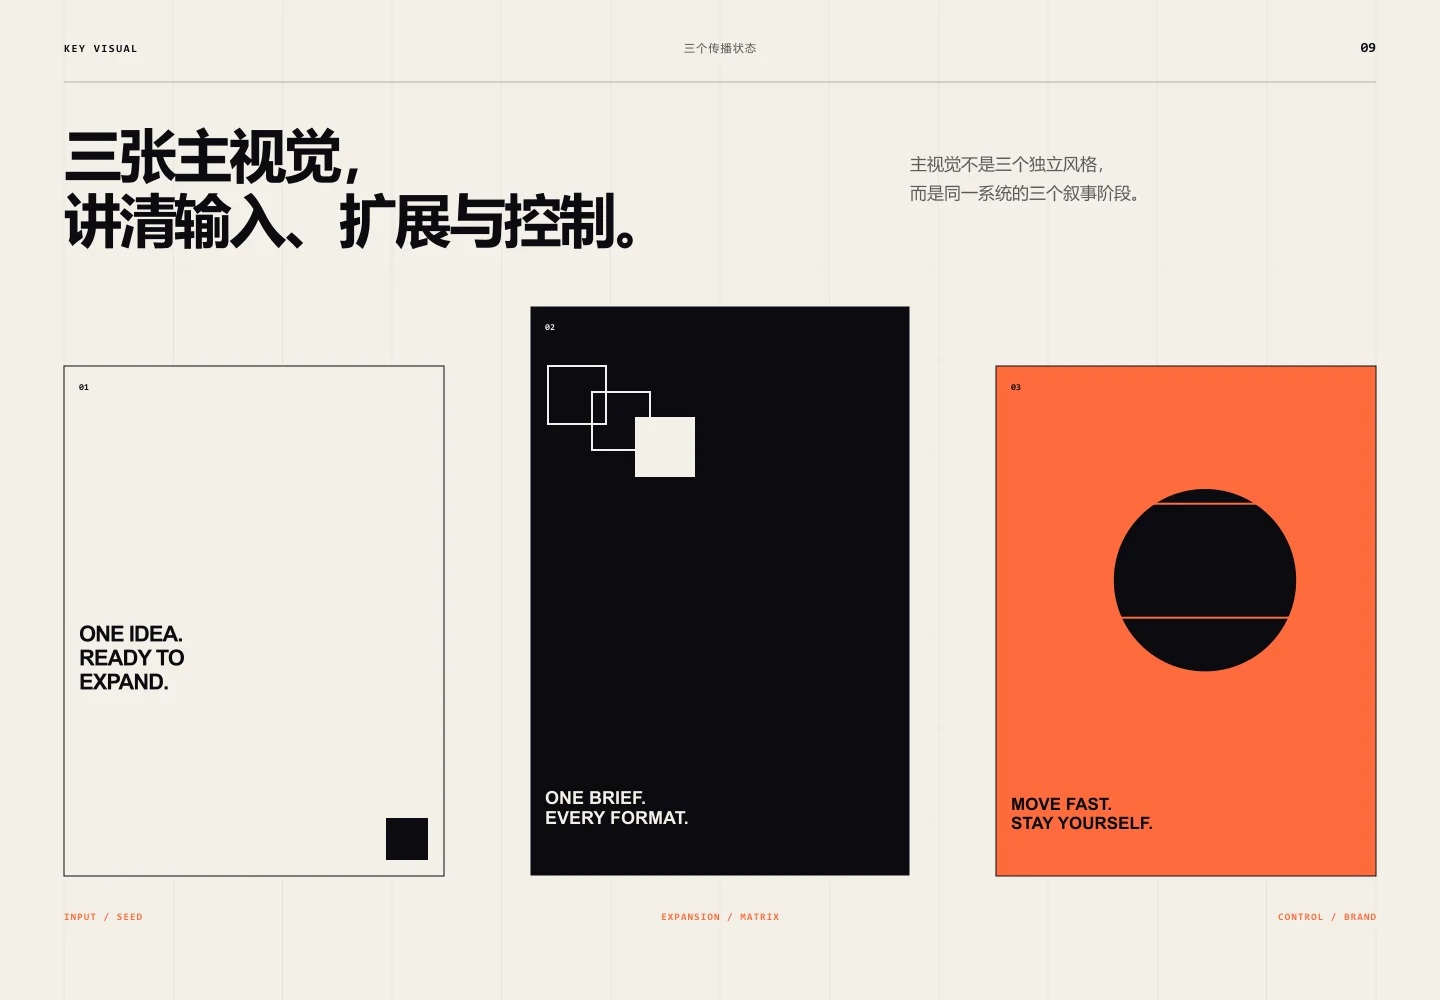 KEY VISUAL
三个传播状态
09
三张主视觉，
讲清输入、扩展与控制。
主视觉不是三个独立风格，
而是同一系统的三个叙事阶段。
01
ONE IDEA.
READY TO
EXPAND.
02
ONE BRIEF.
EVERY FORMAT.
03
MOVE FAST.
STAY YOURSELF.
INPUT / SEED
EXPANSION / MATRIX
CONTROL / BRAND